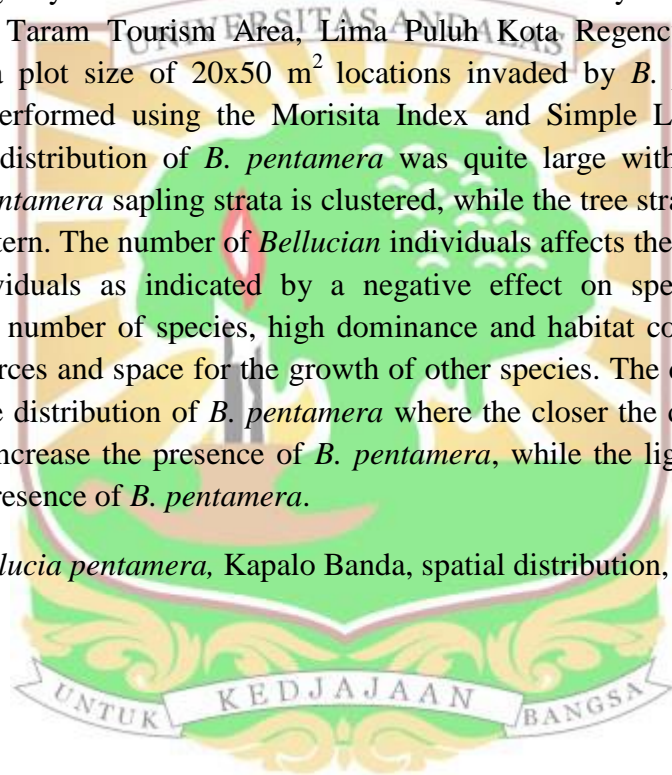 Taram Tourism Area, Lima Puluh Kota Regenc
UNIVERSITAS ANDALAS
plot size of 20x50 m² locations invaded by B.
erformed using the Morisita Index and Simple L
distribution of B. pentamera was quite large with
ntamera sapling strata is clustered, while the tree stra
tern. The number of Bellucian individuals affects the
viduals as indicated by a negative effect on spe
number of species, high dominance and habitat co
rces and space for the growth of other species. The
e distribution of B. pentamera where the closer the
ncrease the presence of B. pentamera, while the lig
resence of B. pentamera.
lucia pentamera, Kapalo Banda, spatial distribution,
UNTUK KEDJAJAAN BANGSA